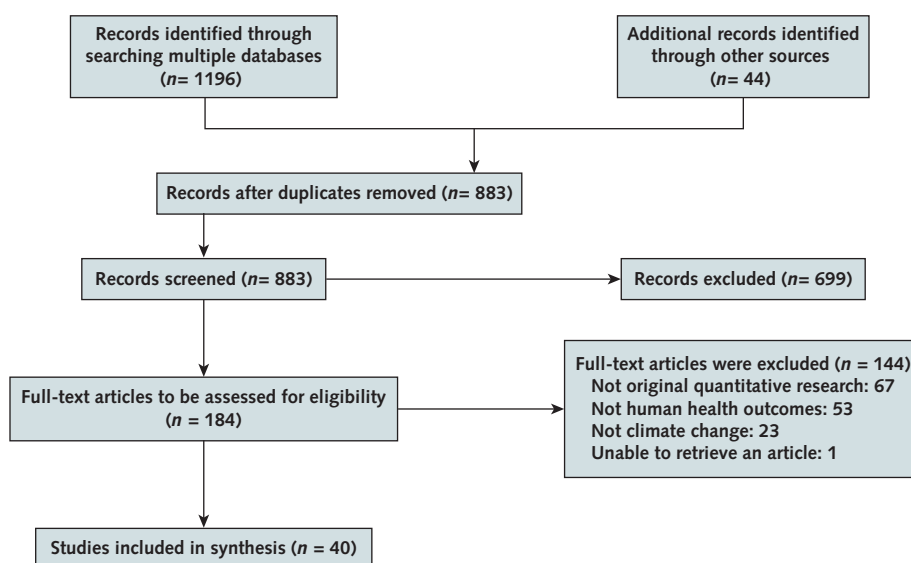 Records identified through
searching multiple databases
(n= 1196)
Additional records identified
through other sources
(n= 44)
Records after duplicates removed (n= 883)
Records screened (n= 883)
Records excluded (n= 699)
Full-text articles to be assessed for eligibility
(n = 184)
Full-text articles were excluded (n = 144)
Not original quantitative research: 67
Not human health outcomes: 53
Not climate change: 23
Unable to retrieve an article: 1
Studies included in synthesis (n = 40)